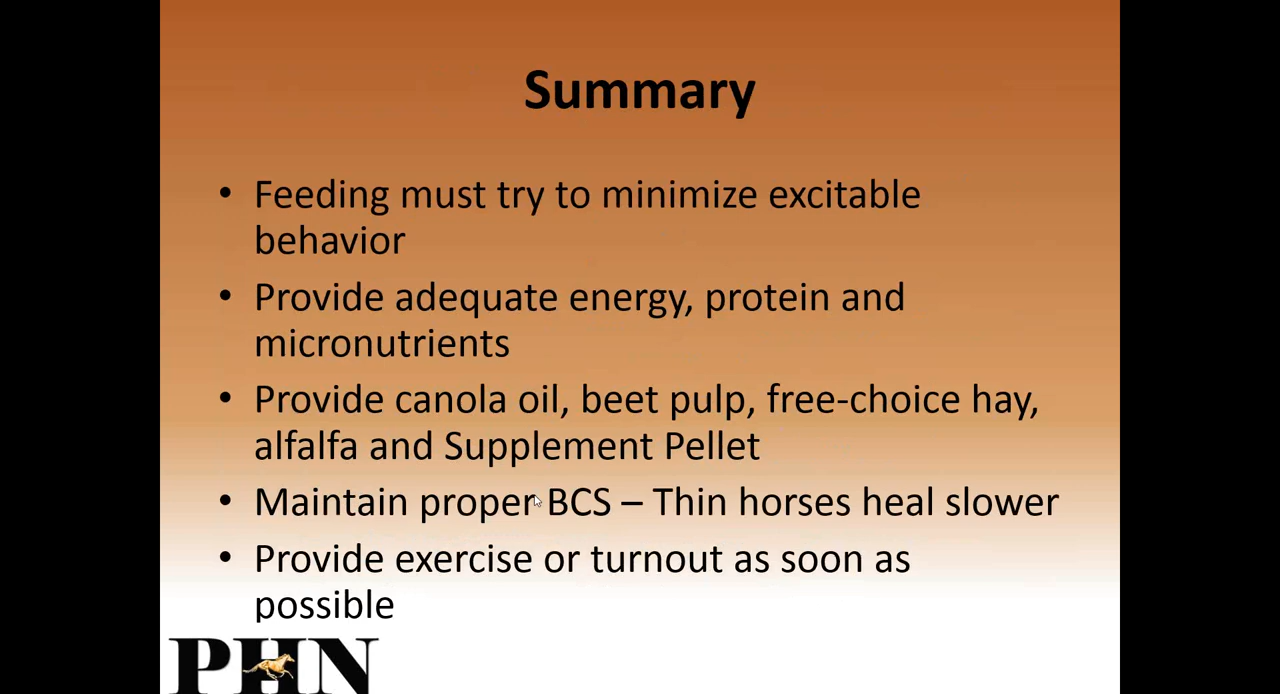 Summary
• Feeding must try to minimize excitable
behavior
• Provide adequate energy, protein and
micronutrients
• Provide canola oil, beet pulp, free-choice hay,
alfalfa and Supplement Pellet
• Maintain proper BCS – Thin horses heal slower
• Provide exercise or turnout as soon as
possible
PHN